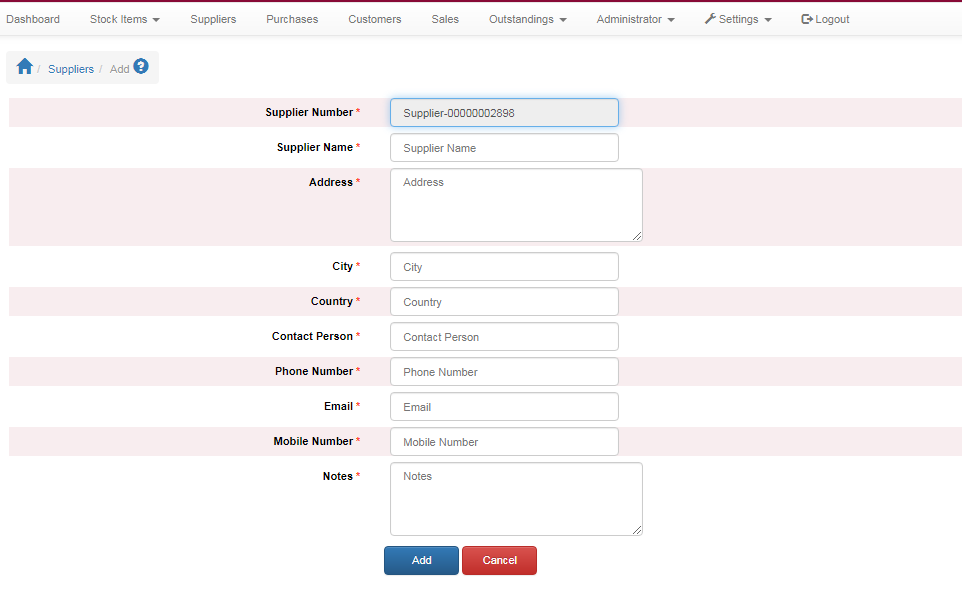 Dashboard Stock Items Suppliers Purchases Customers Sales Outstandings Administrator Settings Logout
/ Suppliers / Add ?
Supplier Number * Supplier-00000002898
Supplier Name * Supplier Name
Address * Address
City * City
Country * Country
Contact Person * Contact Person
Phone Number * Phone Number
Email * Email
Mobile Number * Mobile Number
Notes * Notes
Add Cancel